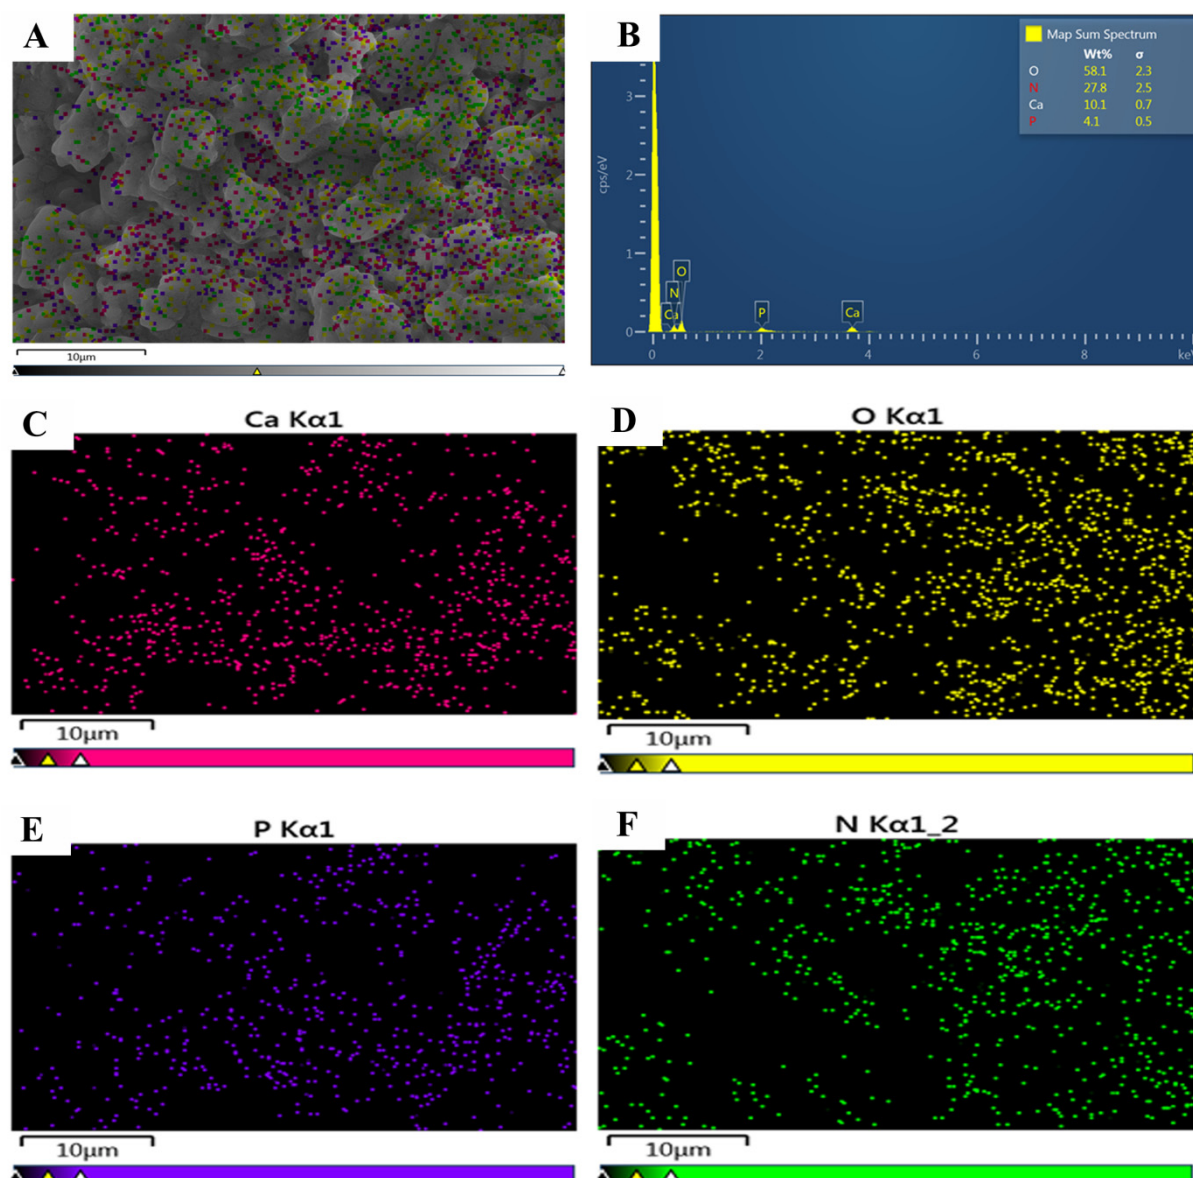 A
10μm
B
Map Sum Spectrum
Wt% σ
O 58.1 2.3
N 27.8 2.5
Ca 10.1 0.7
P 4.1 0.5
cps/eV
3
2
1
0
O
N
Ca
P
Ca
0 2 4 6 8 keV
C
Ca Kα1
10μm
D
O Kα1
10μm
E
P Kα1
10μm
F
N Kα1_2
10μm